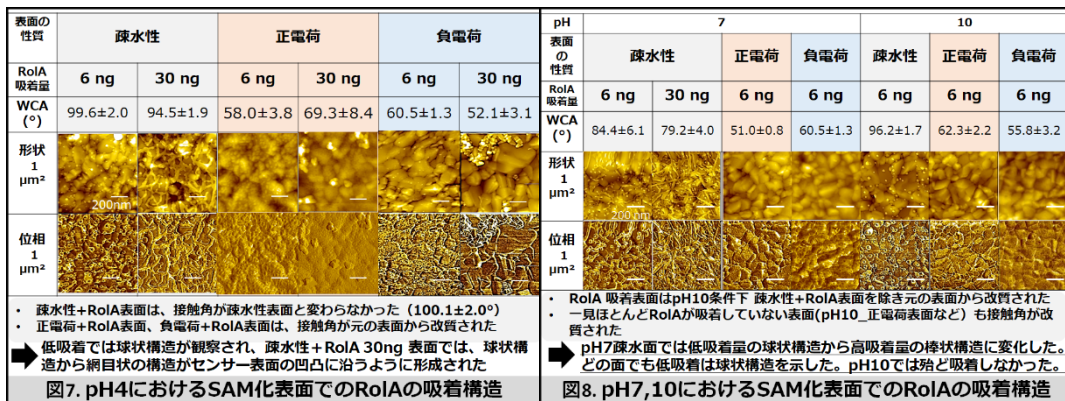 表面の性質 疎水性 正電荷 負電荷
RolA吸着量 6 ng 30 ng 6 ng 30 ng 6 ng 30 ng
WCA (°) 99.6±2.0 94.5±1.9 58.0±3.8 69.3±8.4 60.5±1.3 52.1±3.1
形状 1 μm²
200nm
位相 1 μm²
• 疎水性+RolA表面は、接触角が疎水性表面と変わらなかった（100.1±2.0°）
• 正電荷+RolA表面、負電荷+RolA表面は、接触角が元の表面から改質された
➡ 低吸着では球状構造が観察され、疎水性+RolA 30ng 表面では、球状構
造から網目状の構造がセンサー表面の凹凸に沿うように形成された
図7. pH4におけるSAM化表面でのRolAの吸着構造
pH 7 10
表面の性質 疎水性 正電荷 負電荷 疎水性 正電荷 負電荷
RolA吸着量 6 ng 30 ng 6 ng 6 ng 6 ng 6 ng 6 ng
WCA (°) 84.4±6.1 79.2±4.0 51.0±0.8 60.5±1.3 96.2±1.7 62.3±2.2 55.8±3.2
形状 1 μm²
200 nm
位相 1 μm²
• RolA 吸着表面はpH10条件下 疎水性+RolA表面を除き元の表面から改質された
• 一見ほとんどRolAが吸着していない表面(pH10_正電荷表面など）も接触角が改
質された
➡ pH7疎水面では低吸着量の球状構造から高吸着量の棒状構造に変化した。
どの面でも低吸着は球状構造を示した。pH10では殆ど吸着しなかった。
図8. pH7,10におけるSAM化表面でのRolAの吸着構造